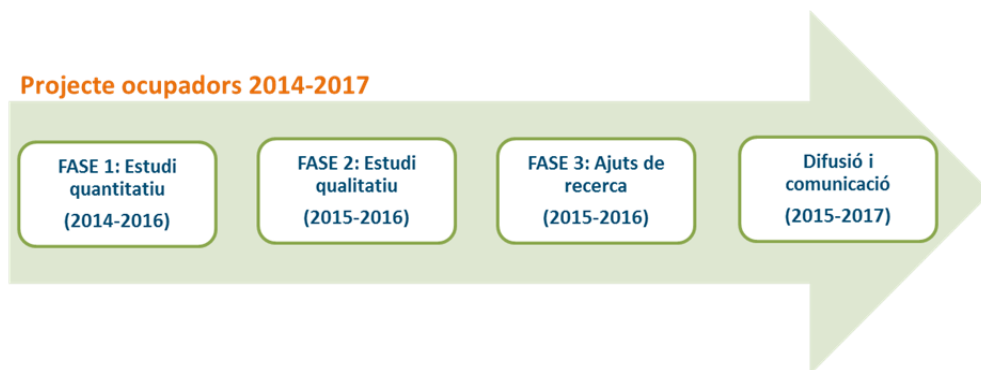 Projecte ocupadors 2014-2017
FASE 1: Estudi
quantitatiu
(2014-2016)
FASE 2: Estudi
qualitatiu
(2015-2016)
FASE 3: Ajuts de
recerca
(2015-2016)
Difusió i
comunicació
(2015-2017)